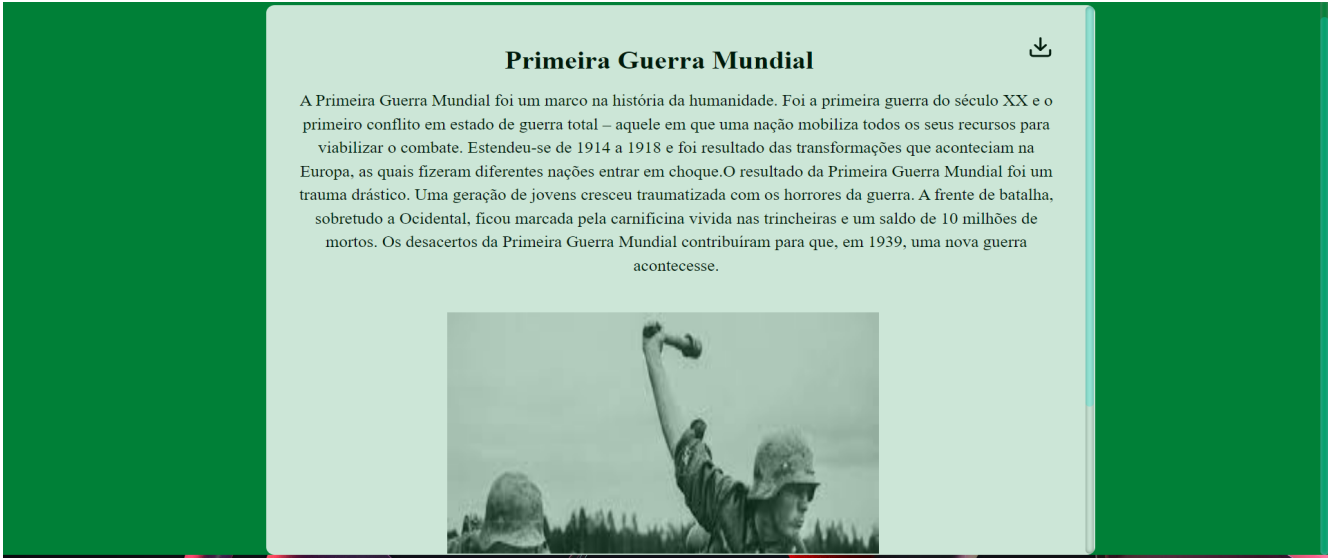 Primeira Guerra Mundial
A Primeira Guerra Mundial foi um marco na história da humanidade. Foi a primeira guerra do século XX e o
primeiro conflito em estado de guerra total – aquele em que uma nação mobiliza todos os seus recursos para
viabilizar o combate. Estendeu-se de 1914 a 1918 e foi resultado das transformações que aconteciam na
Europa, as quais fizeram diferentes nações entrar em choque.O resultado da Primeira Guerra Mundial foi um
trauma drástico. Uma geração de jovens cresceu traumatizada com os horrores da guerra. A frente de batalha,
sobretudo a Ocidental, ficou marcada pela carnificina vivida nas trincheiras e um saldo de 10 milhões de
mortos. Os desacertos da Primeira Guerra Mundial contribuíram para que, em 1939, uma nova guerra
acontecesse.